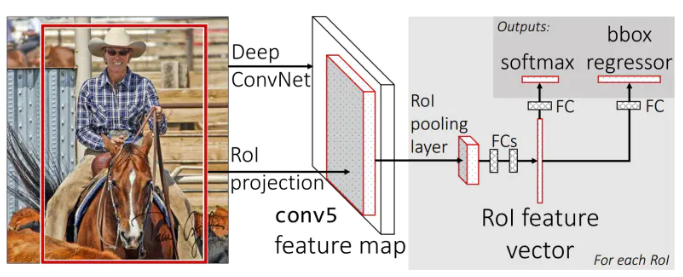 Deep
ConvNet
RoI
projection
conv5
feature map
RoI
pooling
layer
FCs
RoI feature
vector
Outputs:
softmax
bbox
regressor
FC
FC
For each RoI